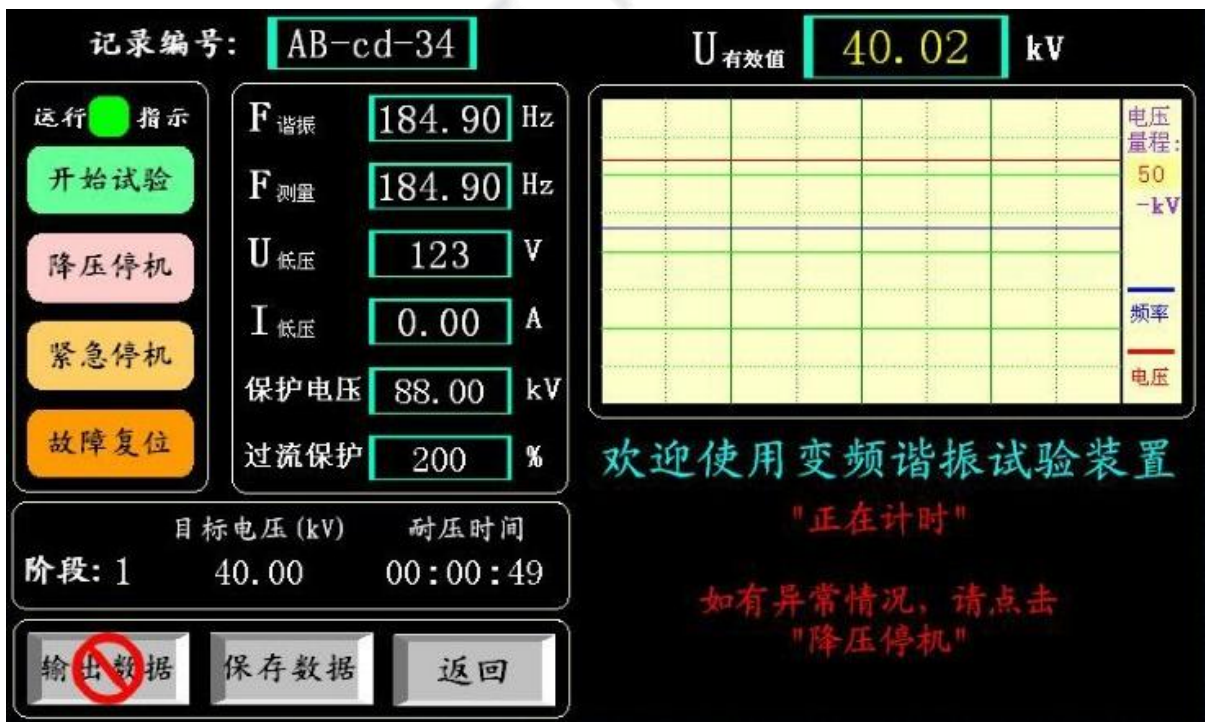 记录编号: AB-cd-34
U有效值 40.02 kV
运行 指示
开始试验
降压停机
紧急停机
故障复位
F谐振 184.90 Hz
F测量 184.90 Hz
U低压 123 V
I低压 0.00 A
保护电压 88.00 kV
过流保护 200 %
电压
量程:
50
-kV
频率
电压
欢迎使用变频谐振试验装置
"正在计时"
如有异常情况, 请点击
"降压停机"
目标电压(kV) 耐压时间
阶段: 1 40.00 00:00:49
输出数据 保存数据 返回